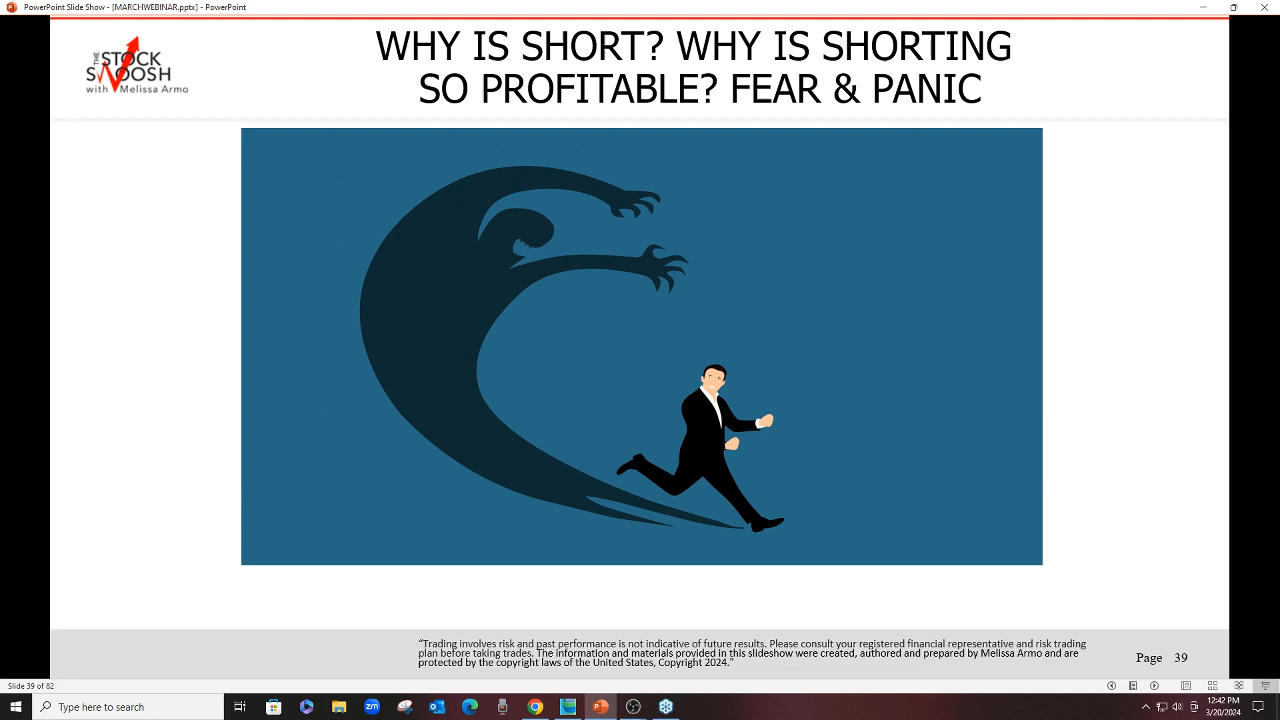 PowerPoint Slide Show - [MARCHWEBINAR.pptx] - PowerPoint
THE
STOCK
SWOOSH
with Melissa Armo
WHY IS SHORT? WHY IS SHORTING
SO PROFITABLE? FEAR & PANIC
"Trading involves risk and past performance is not indicative of future results. Please consult your registered financial representative and risk trading
plan before taking trades. The information and materials provided in this slideshow were created, authored and prepared by Melissa Armo and are
protected by the copyright laws of the United States, Copyright 2024."
Page 39
Slide 39 of 82
Type here to search
zm
12:42 PM
3/20/2024